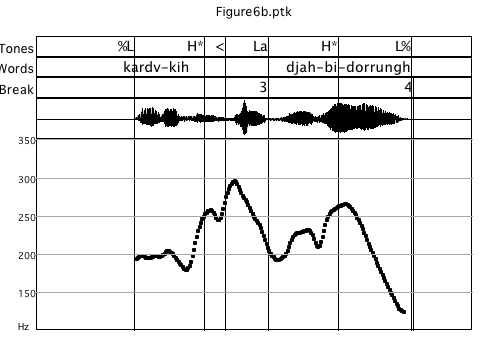 Figure6b.ptk
Tones %L H* < La H* L%
Words kardv-kih djah-bi-dorrungh
Break 3 4
350
300
250
200
150
Hz